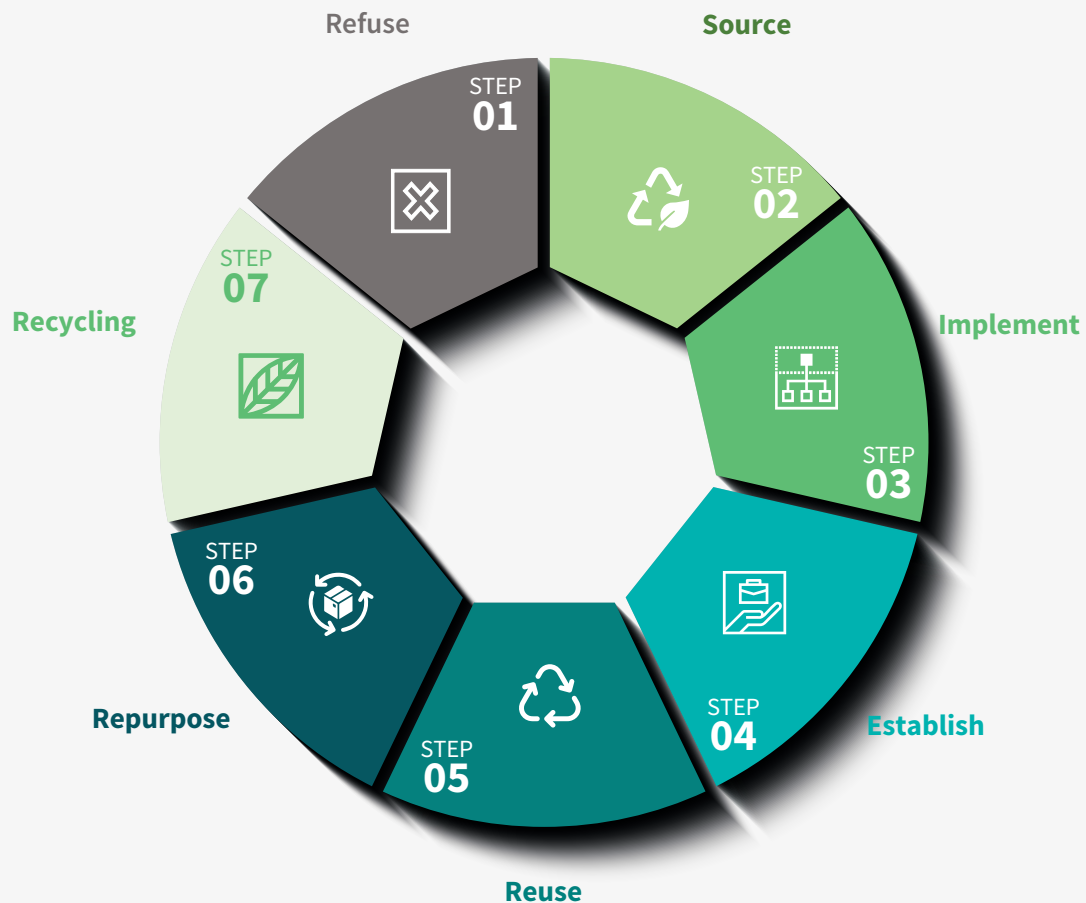 Refuse
STEP
01
Source
STEP
02
Implement
STEP
03
Establish
STEP
04
Reuse
STEP
05
Repurpose
STEP
06
Recycling
STEP
07